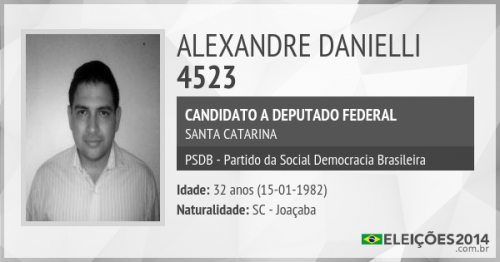 ALEXANDRE DANIELLI
4523
CANDIDATO A DEPUTADO FEDERAL
SANTA CATARINA
PSDB - Partido da Social Democracia Brasileira
Idade: 32 anos (15-01-1982)
Naturalidade: SC - Joaçaba
ELEIÇÕES2014
.com.br